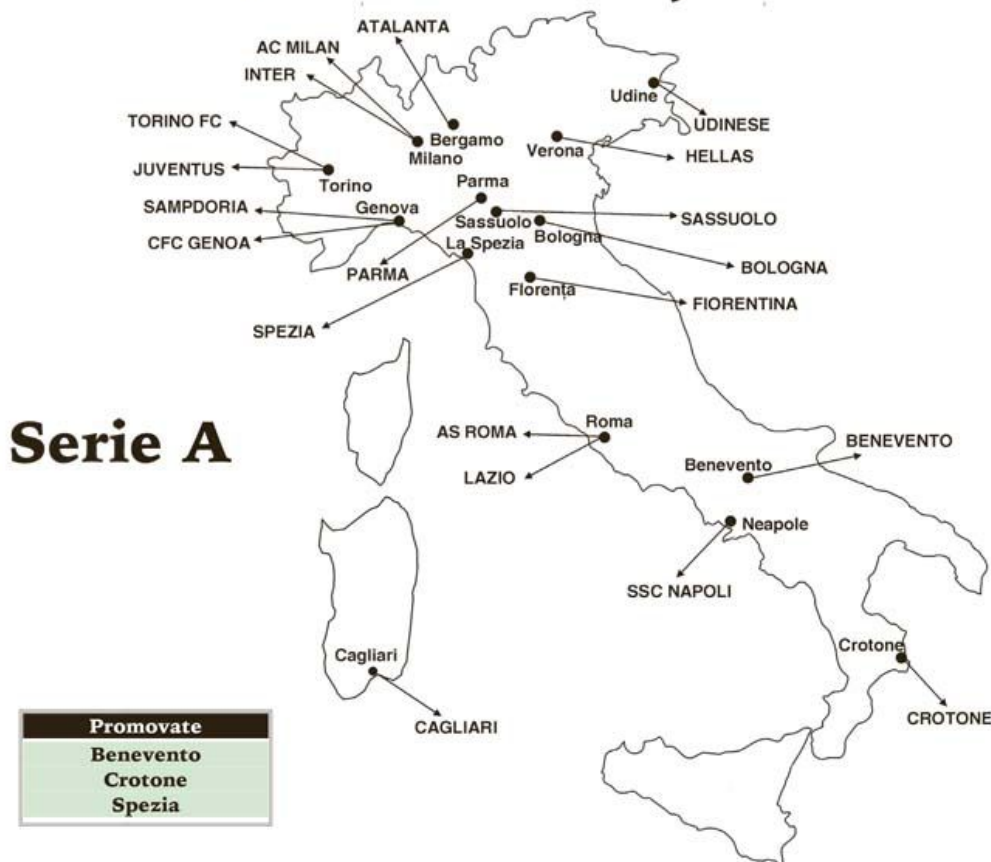 ATALANTA
AC MILAN
INTER
Udine
TORINO FC
Bergamo
UDINESE
Milano
Verona
HELLAS
JUVENTUS
Torino
Parma
SAMPDORIA
Genova
Sassuolo
SASSUOLO
CFC GENOA
La Spezia
Bologna
PARMA
BOLOGNA
Florența
FIORENTINA
SPEZIA
Serie A
AS ROMA
Roma
LAZIO
BENEVENTO
Benevento
Neapole
SSC NAPOLI
Cagliari
Crotone
CAGLIARI
CROTONE
Promovate
Benevento
Crotone
Spezia